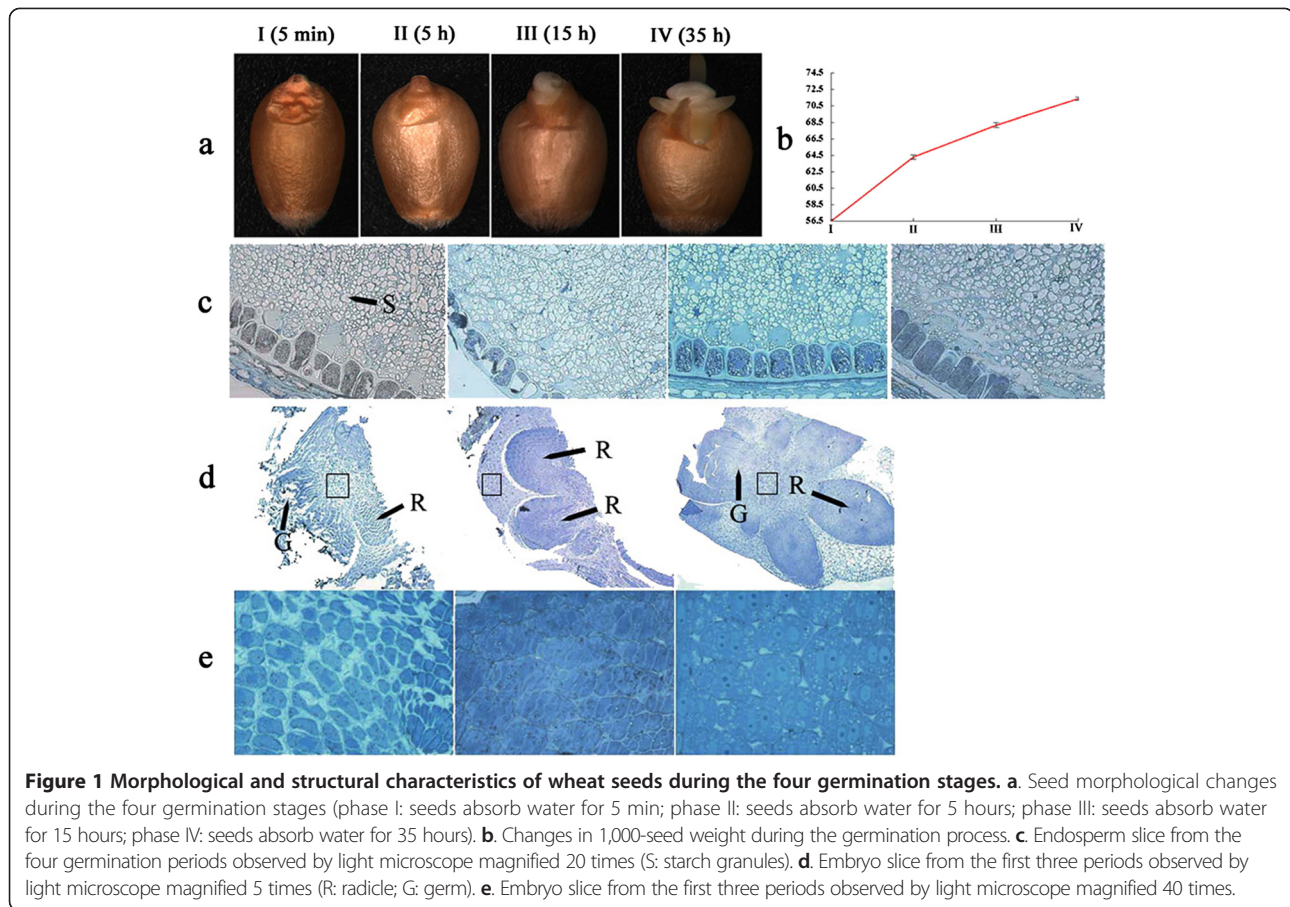 I (5 min) II (5 h) III (15 h) IV (35 h)
a
b
74.5
72.5
70.5
68.5
66.5
64.5
62.5
60.5
58.5
56.5
I II III IV
c
S
d
G
R
R
R
G
R
e
Figure 1 Morphological and structural characteristics of wheat seeds during the four germination stages. a. Seed morphological changes
during the four germination stages (phase I: seeds absorb water for 5 min; phase II: seeds absorb water for 5 hours; phase III: seeds absorb water
for 15 hours; phase IV: seeds absorb water for 35 hours). b. Changes in 1,000-seed weight during the germination process. c. Endosperm slice from the
four germination periods observed by light microscope magnified 20 times (S: starch granules). d. Embryo slice from the first three periods observed by
light microscope magnified 5 times (R: radicle; G: germ). e. Embryo slice from the first three periods observed by light microscope magnified 40 times.